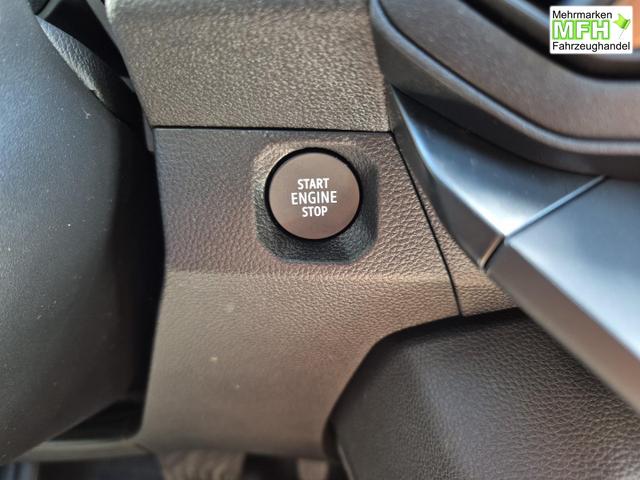 Mehrmarken
MFH
Fahrzeughandel
START
ENGINE
STOP